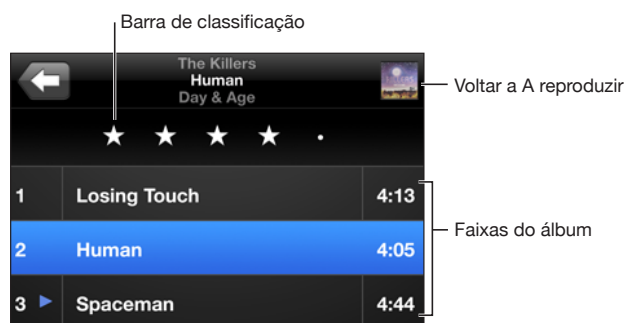 Barra de classificação
The Killers
Human
Day & Age
Voltar a A reproduzir
1 Losing Touch 4:13
2 Human 4:05
Faixas do álbum
3 Spaceman 4:44